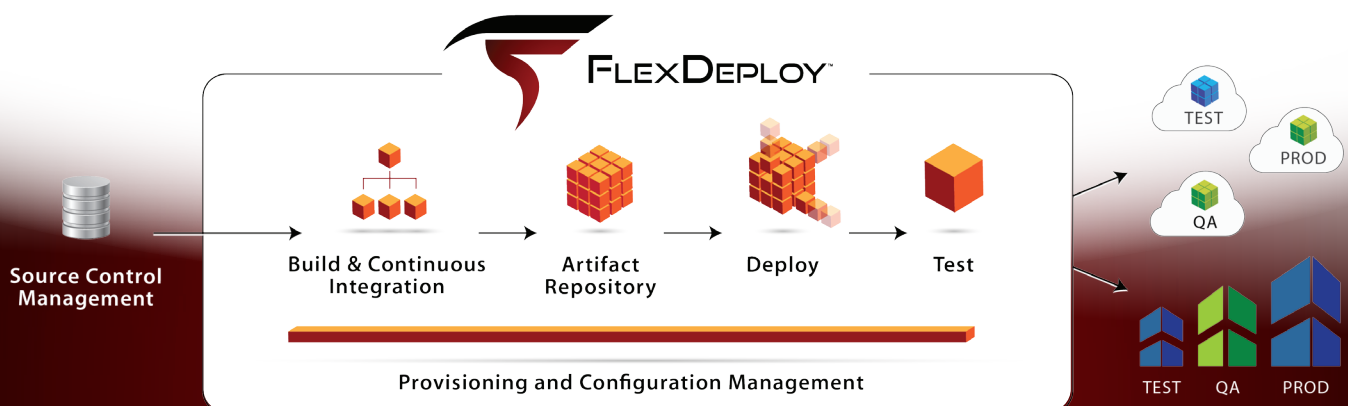 FLEXDEPLOY™
Source Control
Management
Build & Continuous
Integration
Artifact
Repository
Deploy
Test
Provisioning and Configuration Management
TEST
PROD
QA
TEST
QA
PROD